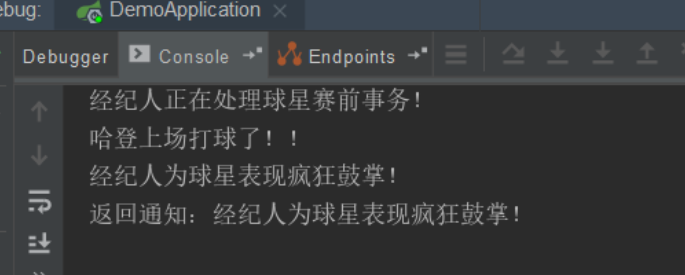 ebug: DemoApplication
Debugger Console Endpoints
经纪人正在处理球星赛前事务!
哈登上场打球了!!
经纪人为球星表现疯狂鼓掌!
返回通知: 经纪人为球星表现疯狂鼓掌!